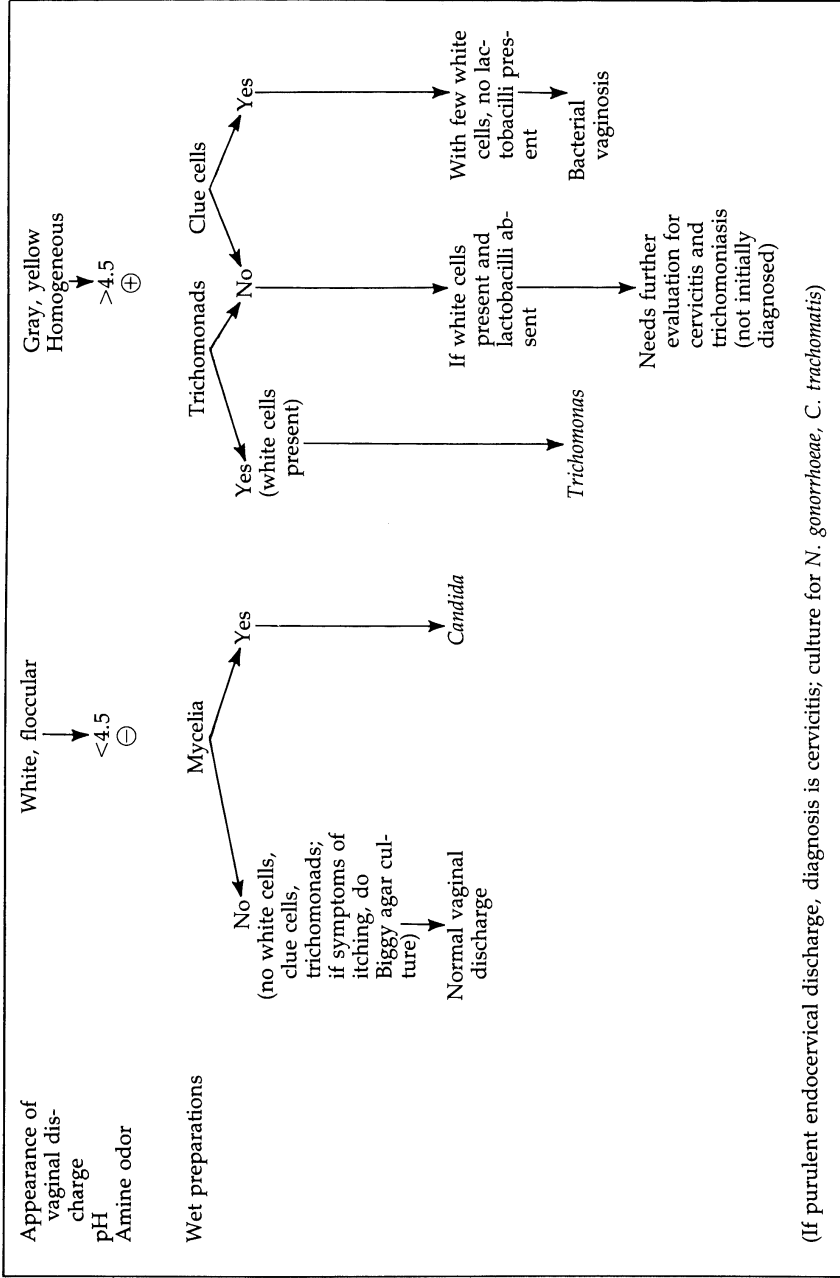 Appearance of
vaginal dis-
charge
pH
Amine odor
White, floccular
<4.5
⊖
Gray, yellow
Homogeneous
>4.5
⊕
Wet preparations
Mycelia
No
(no white cells,
clue cells,
trichomonads;
if symptoms of
itching, do
Biggy agar cul-
ture)
Normal vaginal
discharge
Yes
Candida
Trichomonads
Yes
(white cells
present)
Trichomonas
Clue cells
No
If white cells
present and
lactobacilli ab-
sent
Needs further
evaluation for
cervicitis and
trichomoniasis
(not initially
diagnosed)
Yes
With few white
cells, no lac-
tobacilli pres-
ent
Bacterial
vaginosis
(If purulent endocervical discharge, diagnosis is cervicitis; culture for N. gonorrhoeae, C. trachomatis)